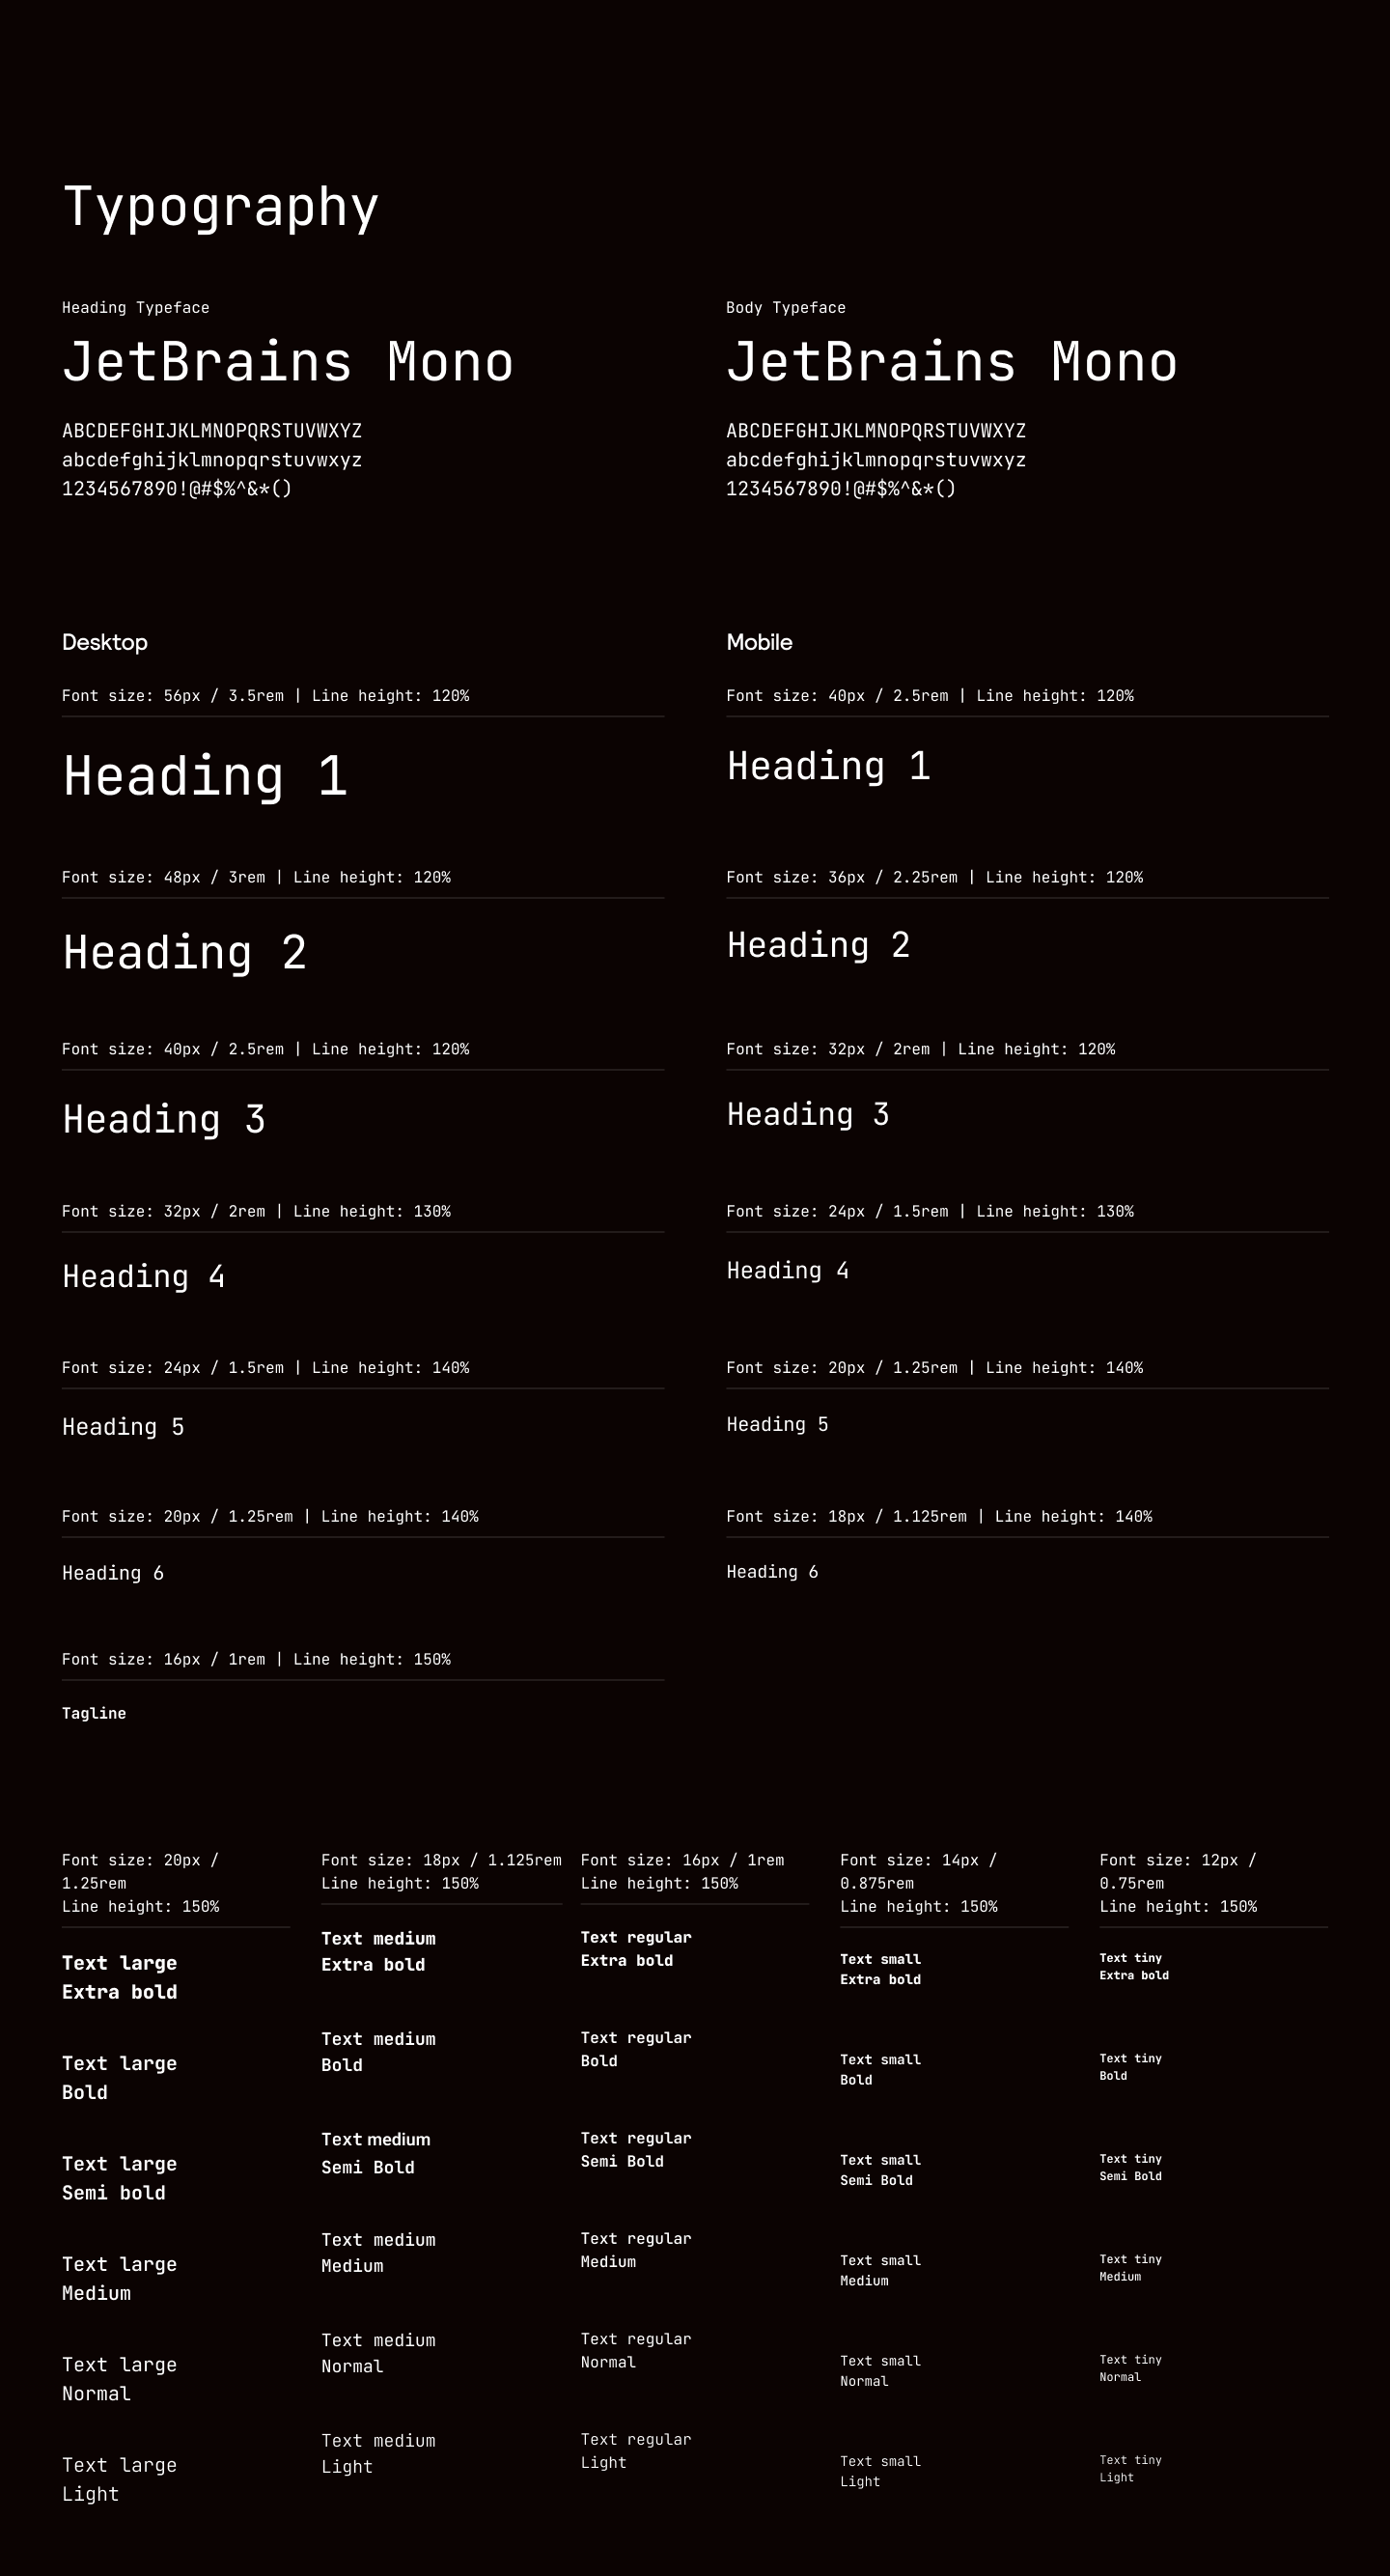 Typography
Heading Typeface
JetBrains Mono
ABCDEFGHIJKLMNOPQRSTUVWXYZ
abcdefghijklmnopqrstuvwxyz
1234567890!@#$%^&*()
Body Typeface
JetBrains Mono
ABCDEFGHIJKLMNOPQRSTUVWXYZ
abcdefghijklmnopqrstuvwxyz
1234567890!@#$%^&*()
Desktop
Font size: 56px / 3.5rem | Line height: 120%
Heading 1
Font size: 48px / 3rem | Line height: 120%
Heading 2
Font size: 40px / 2.5rem | Line height: 120%
Heading 3
Font size: 32px / 2rem | Line height: 130%
Heading 4
Font size: 24px / 1.5rem | Line height: 140%
Heading 5
Font size: 20px / 1.25rem | Line height: 140%
Heading 6
Font size: 16px / 1rem | Line height: 150%
Tagline
Mobile
Font size: 40px / 2.5rem | Line height: 120%
Heading 1
Font size: 36px / 2.25rem | Line height: 120%
Heading 2
Font size: 32px / 2rem | Line height: 120%
Heading 3
Font size: 24px / 1.5rem | Line height: 130%
Heading 4
Font size: 20px / 1.25rem | Line height: 140%
Heading 5
Font size: 18px / 1.125rem | Line height: 140%
Heading 6
Font size: 20px /
1.25rem
Line height: 150%
Text large
Extra bold
Text large
Bold
Text large
Semi bold
Text large
Medium
Text large
Normal
Text large
Light
Font size: 18px / 1.125rem
Line height: 150%
Text medium
Extra bold
Text medium
Bold
Text medium
Semi Bold
Text medium
Medium
Text medium
Normal
Text medium
Light
Font size: 16px / 1rem
Line height: 150%
Text regular
Extra bold
Text regular
Bold
Text regular
Semi Bold
Text regular
Medium
Text regular
Normal
Text regular
Light
Font size: 14px /
0.875rem
Line height: 150%
Text small
Extra bold
Text small
Bold
Text small
Semi Bold
Text small
Medium
Text small
Normal
Text small
Light
Font size: 12px /
0.75rem
Line height: 150%
Text tiny
Extra bold
Text tiny
Bold
Text tiny
Semi Bold
Text tiny
Medium
Text tiny
Normal
Text tiny
Light